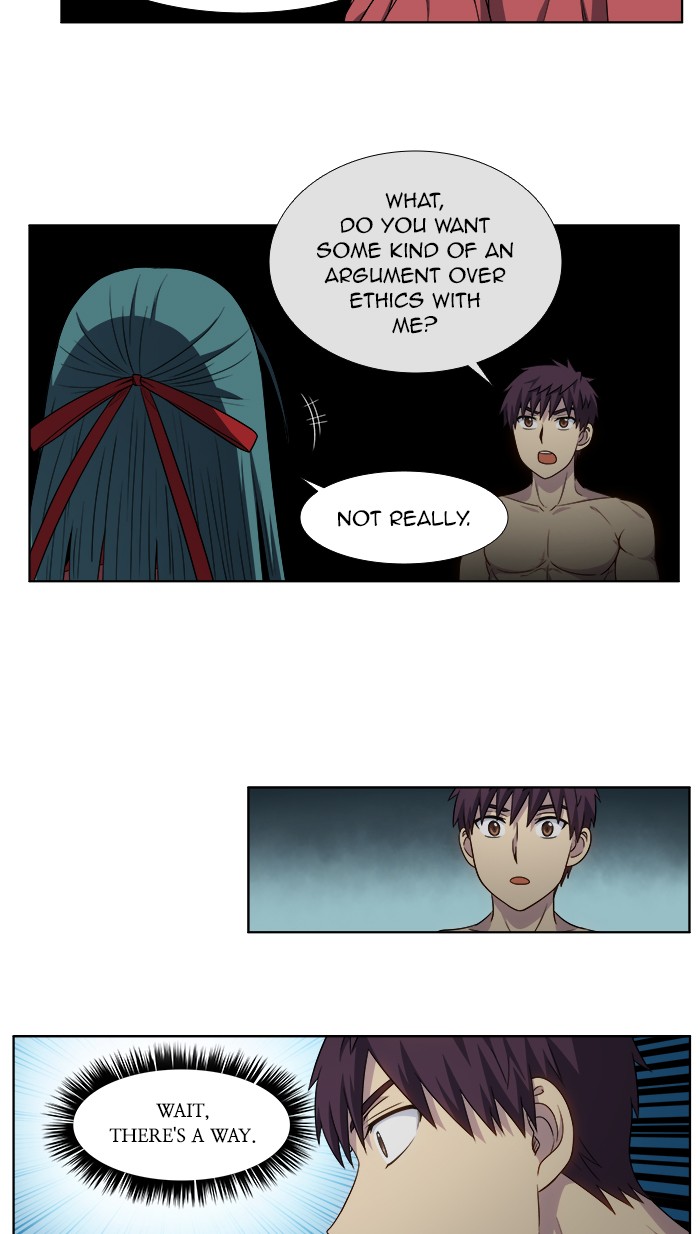 WHAT,
DO YOU WANT
SOME KIND OF AN
ARGUMENT OVER
ETHICS WITH
ME?
NOT REALLY.
WAIT,
THERE'S A WAY.